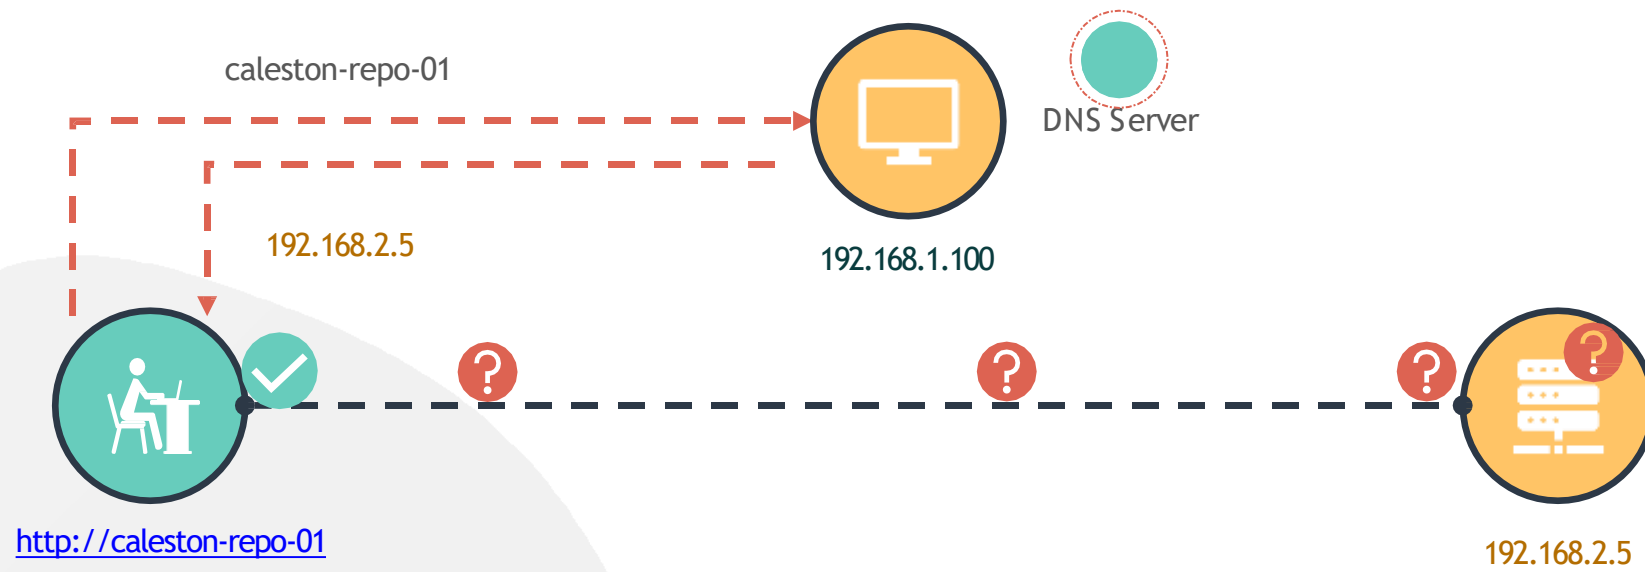 caleston-repo-01
DNS Server
192.168.2.5
192.168.1.100
?
?
?
?
http://caleston-repo-01
192.168.2.5